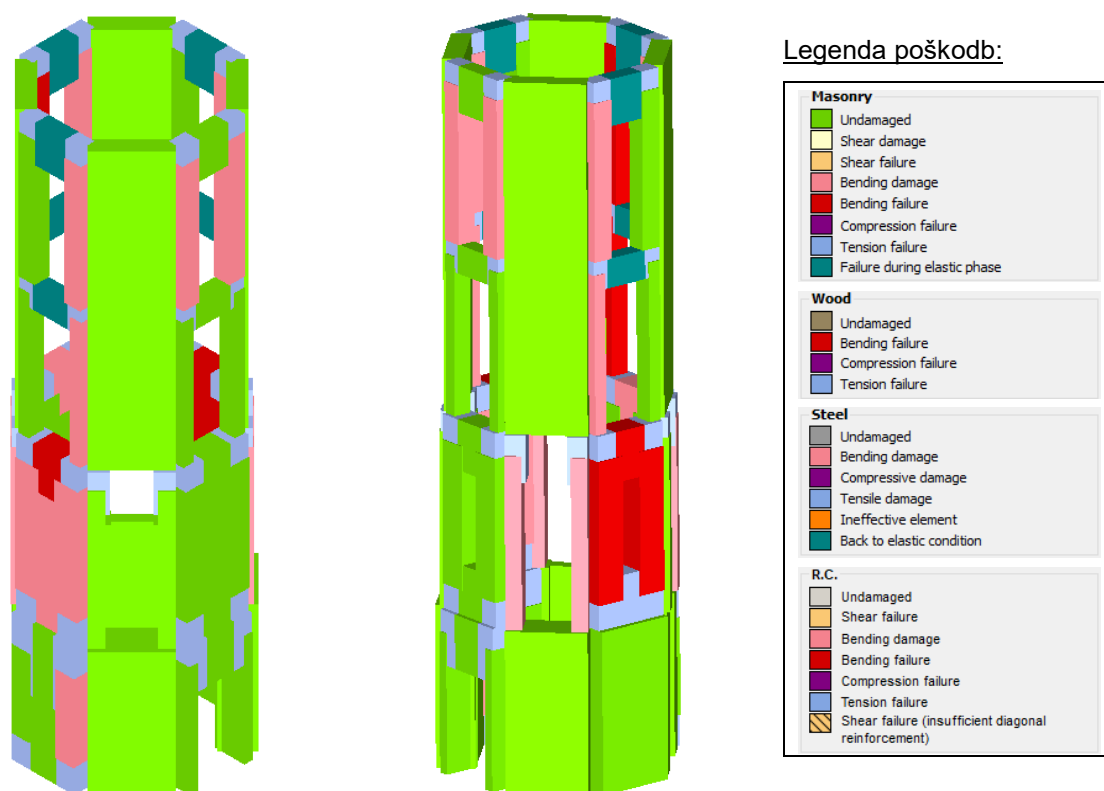 Legenda poškodb:
Masonry
Undamaged
Shear damage
Shear failure
Bending damage
Bending failure
Compression failure
Tension failure
Failure during elastic phase
Wood
Undamaged
Bending failure
Compression failure
Tension failure
Steel
Undamaged
Bending damage
Compressive damage
Tensile damage
Ineffective element
Back to elastic condition
R.C.
Undamaged
Shear failure
Bending damage
Bending failure
Compression failure
Tension failure
Shear failure (insufficient diagonal
reinforcement)